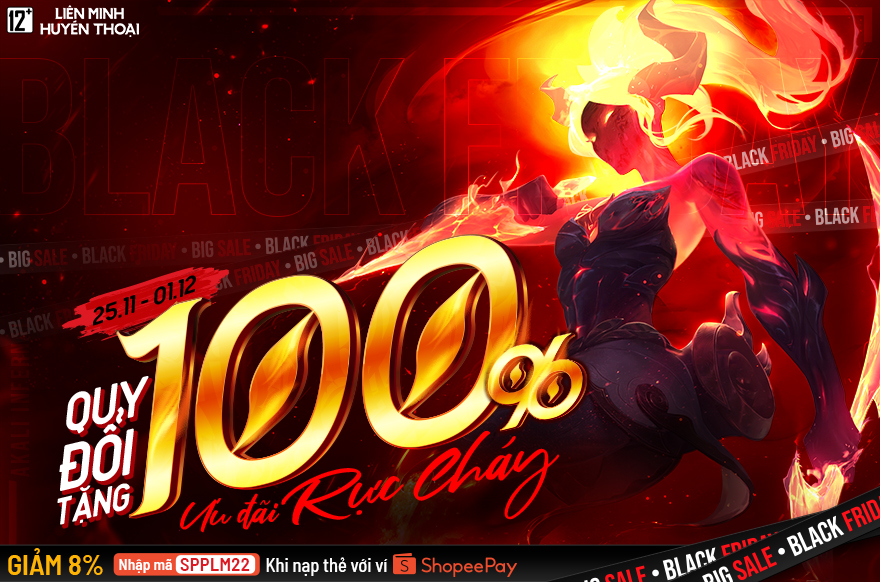 12+
LIÊN MINH
HUYỀN THOẠI
BLACK FRIDAY
BLACK FRIDAY • BIG
• BLACK
BIG SALE • BLACK FRIDAY • BIG SALE • BLACK
FRIDAY • BIG SALE •
• BLACK
25.11 - 01.12
QUY
ĐỔI
TẶNG
100%
Ưu đãi Rực Cháy
GIẢM 8%
Nhập mã SPPLM22 Khi nạp thẻ với ví S ShopeePay
SALE • BLACK FRIDAY
BIG SALE • BLACK FRID